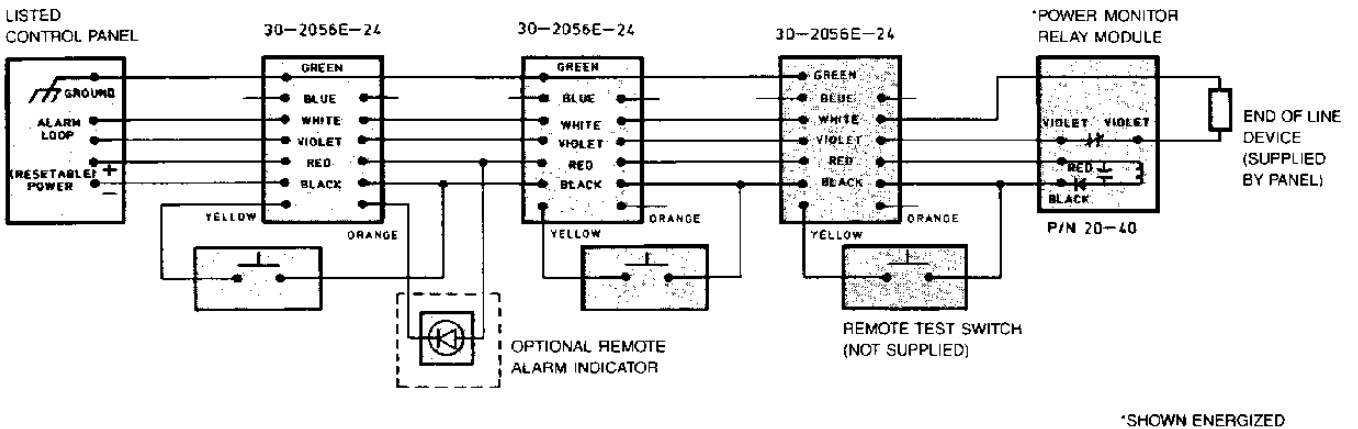 LISTED
CONTROL PANEL
30-2056E-24
30-2056E-24
30-2056E-24
*POWER MONITOR
RELAY MODULE
GROUND
ALARM
LOOP
(RESETABLE)
POWER
+
−
GREEN
BLUE
WHITE
VIOLET
RED
BLACK
YELLOW
ORANGE
GREEN
BLUE
WHITE
VIOLET
RED
BLACK
YELLOW
ORANGE
GREEN
BLUE
WHITE
VIOLET
RED
BLACK
YELLOW
ORANGE
VIOLET VIOLET
RED
BLACK
P/N 20-40
END OF LINE
DEVICE
(SUPPLIED
BY PANEL)
OPTIONAL REMOTE
ALARM INDICATOR
REMOTE TEST SWITCH
(NOT SUPPLIED)
*SHOWN ENERGIZED